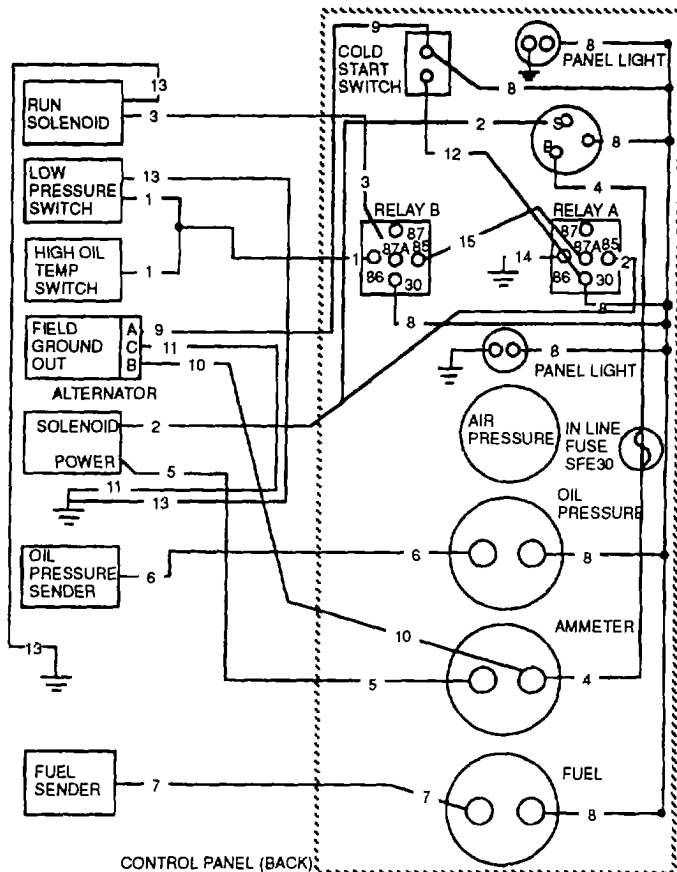 9
COLD
START
SWITCH
8
PANEL LIGHT
13
RUN
SOLENOID
3
8
2
S
B
8
12
4
LOW
PRESSURE
SWITCH
13
1
3
RELAY B
RELAY A
87
87A 85
86
30
1
15
87
87A 85
86
30
14
2
HIGH OIL
TEMP
SWITCH
1
8
8
FIELD
GROUND
OUT
A
C
B
9
11
10
ALTERNATOR
8
PANEL LIGHT
SOLENOID
2
POWER
5
AIR
PRESSURE
IN LINE
FUSE
SFE30
11
13
OIL
PRESSURE
6
8
OIL
PRESSURE
SENDER
6
13
10
AMMETER
5
4
FUEL
SENDER
7
FUEL
7
8
CONTROL PANEL (BACK)